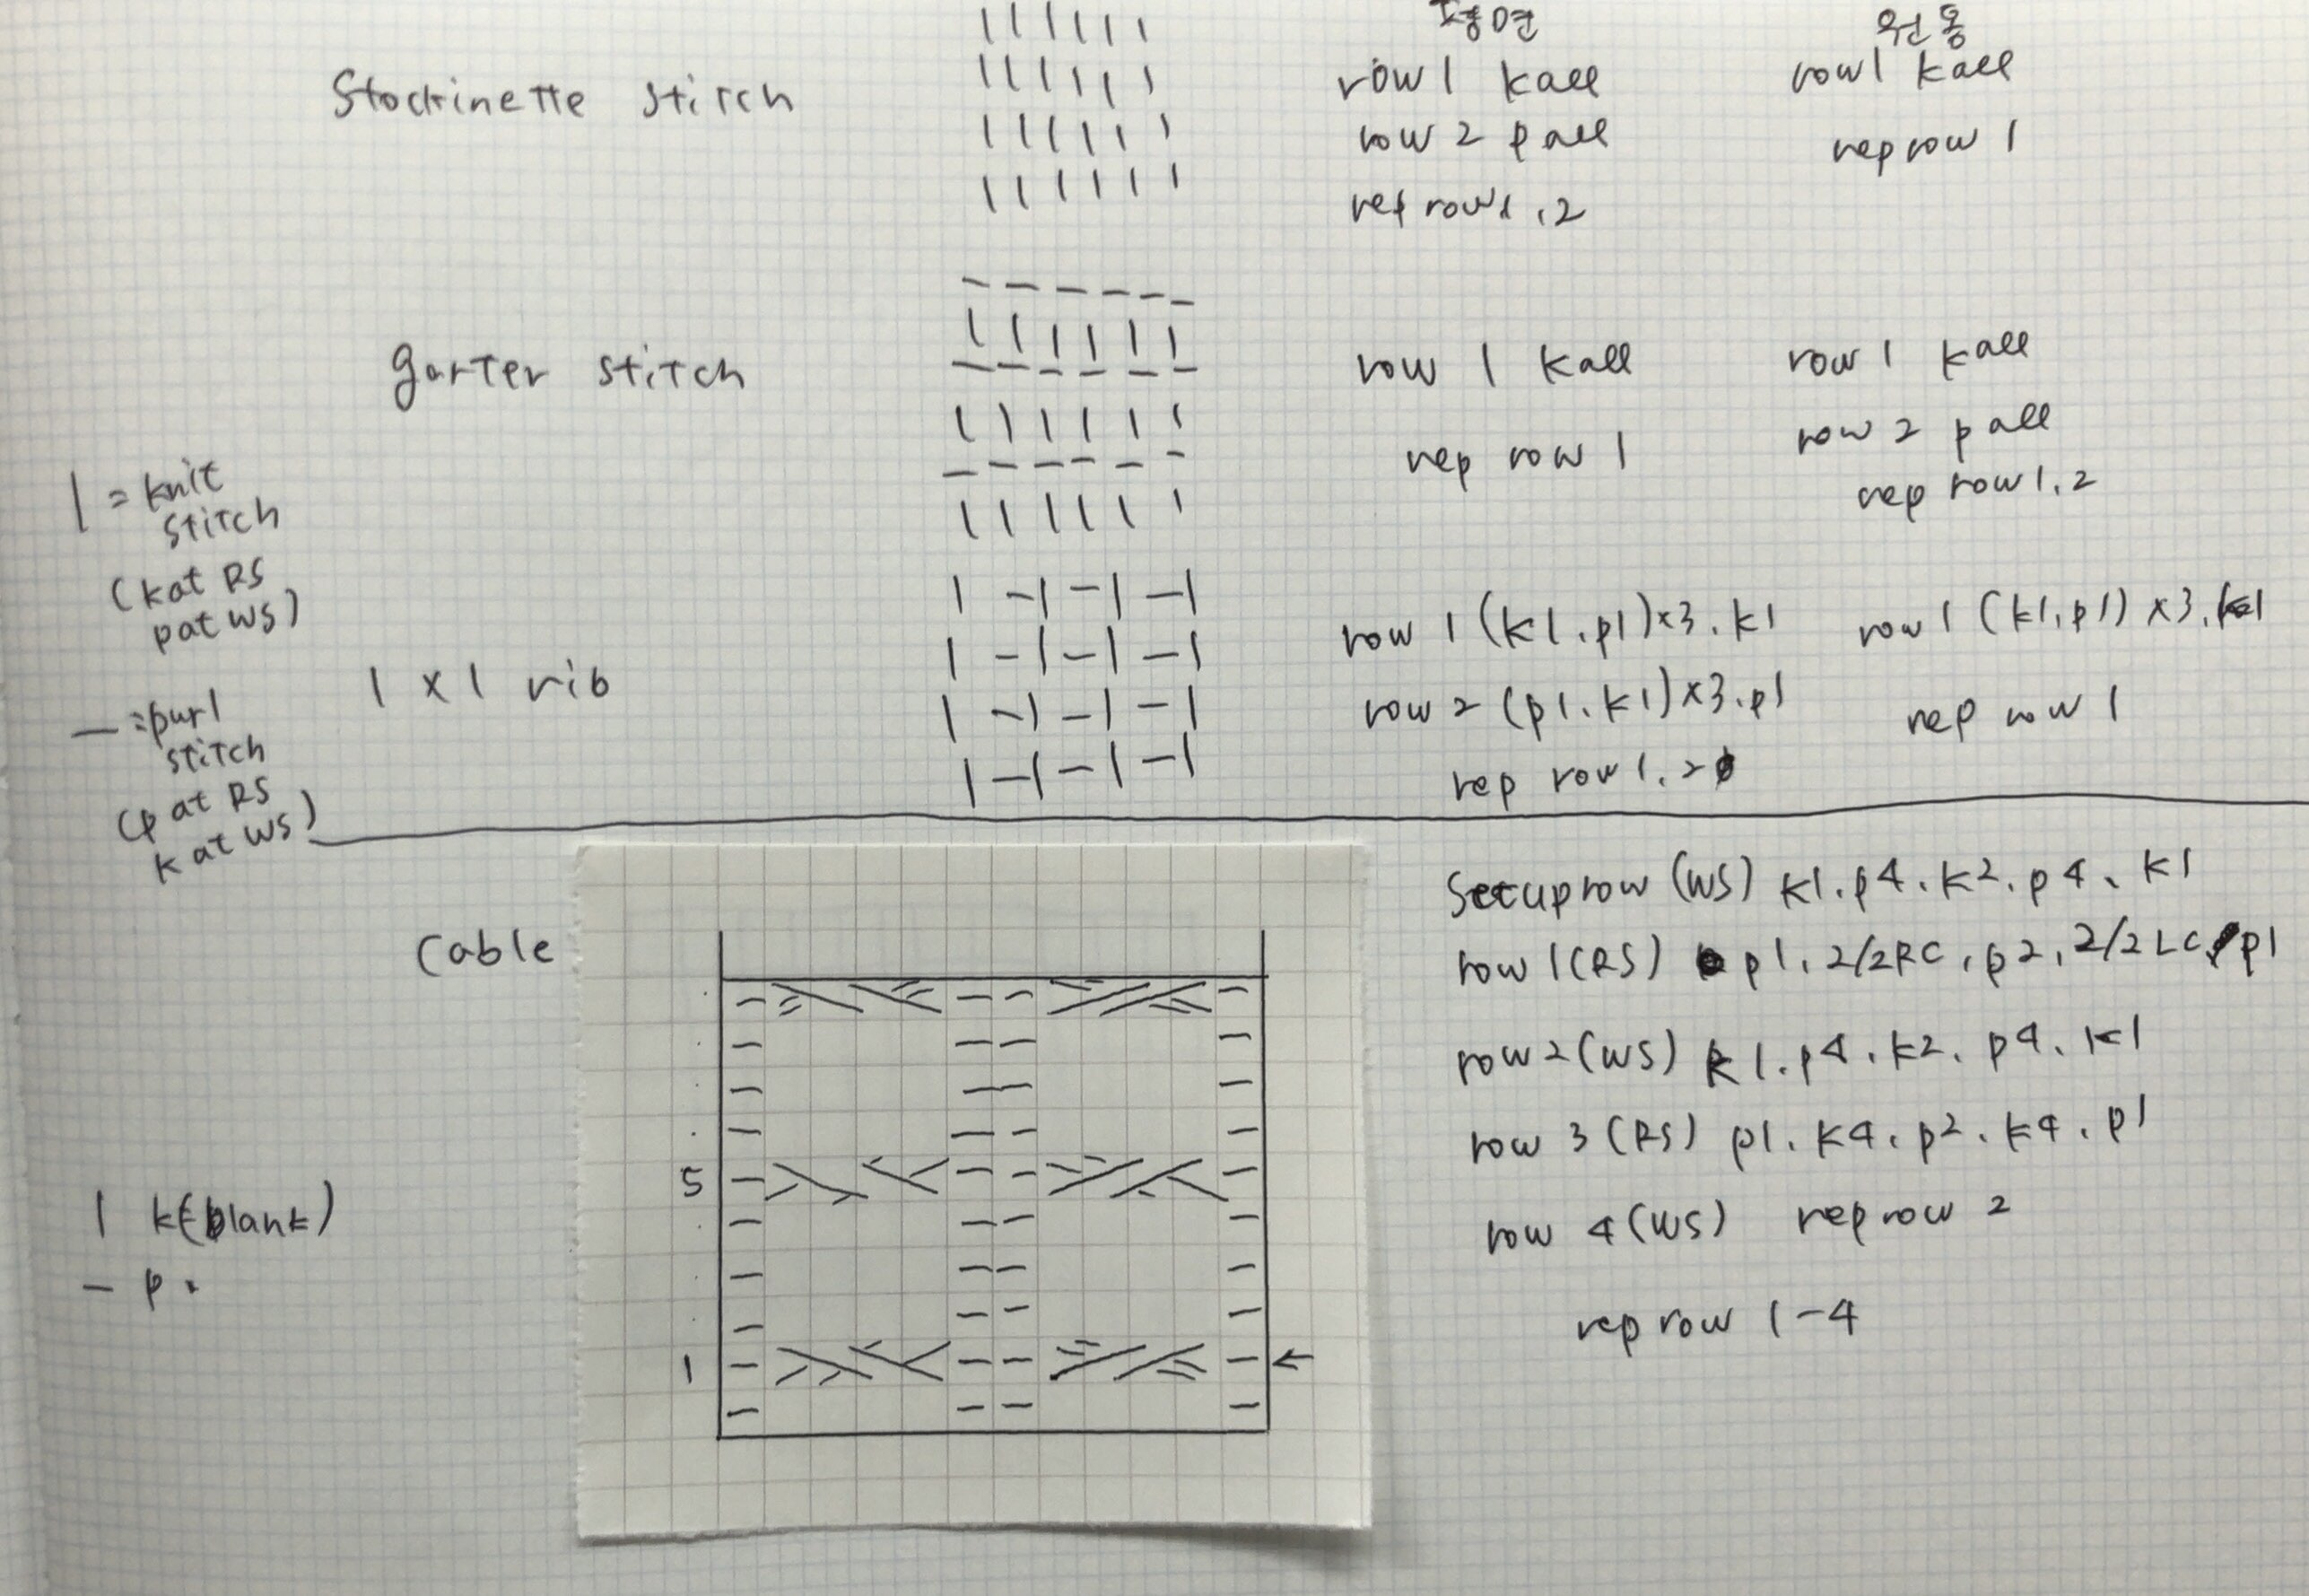 평면
원통
Stockinette stitch
row 1 k all
row 2 p all
rep row 1, 2
row 1 k all
rep row 1
garter stitch
row 1 k all
rep row 1
row 1 k all
row 2 p all
rep row 1, 2
| = knit
stitch
(k at RS
p at WS)
— = purl
stitch
(p at RS
k at WS)
1 x 1 rib
row 1 (k1, p1) x3, k1
row 2 (p1, k1) x3, p1
rep row 1, 2
row 1 (k1, p1) x3, k1
rep row 1
Cable
5
1
←
| k (blank)
– p .
Setup row (WS) k1, p4, k2, p4, k1
row 1 (RS) p1, 2/2RC, p2, 2/2LC, p1
row 2 (WS) k1, p4, k2, p4, k1
row 3 (RS) p1, k4, p2, k4, p1
row 4 (WS) rep row 2
rep row 1-4